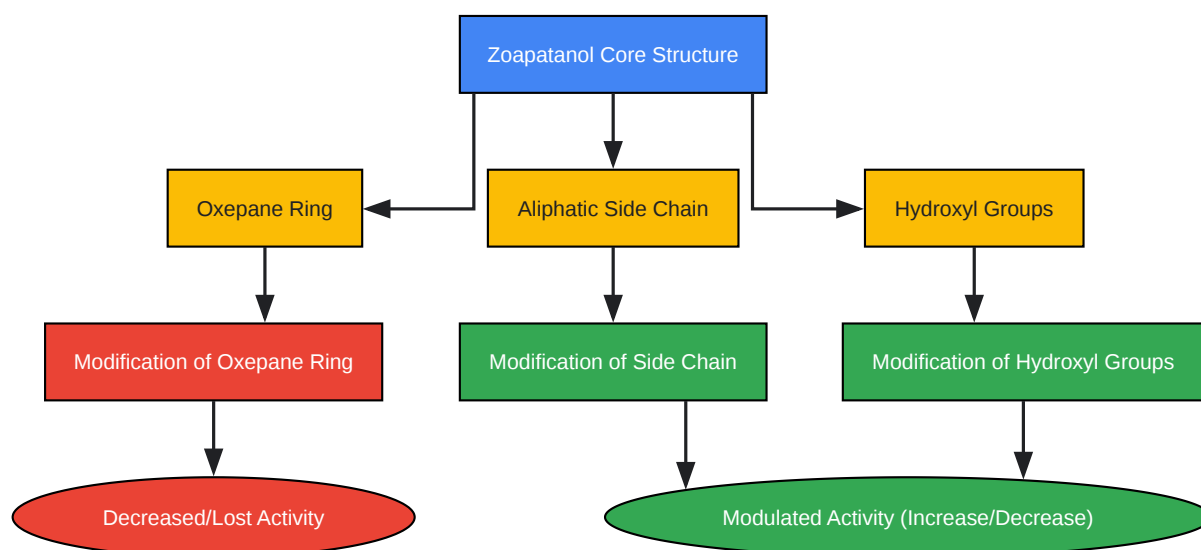 Zoapatanol Core Structure
Oxepane Ring
Aliphatic Side Chain
Hydroxyl Groups
Modification of Oxepane Ring
Modification of Side Chain
Modification of Hydroxyl Groups
Decreased/Lost Activity
Modulated Activity (Increase/Decrease)